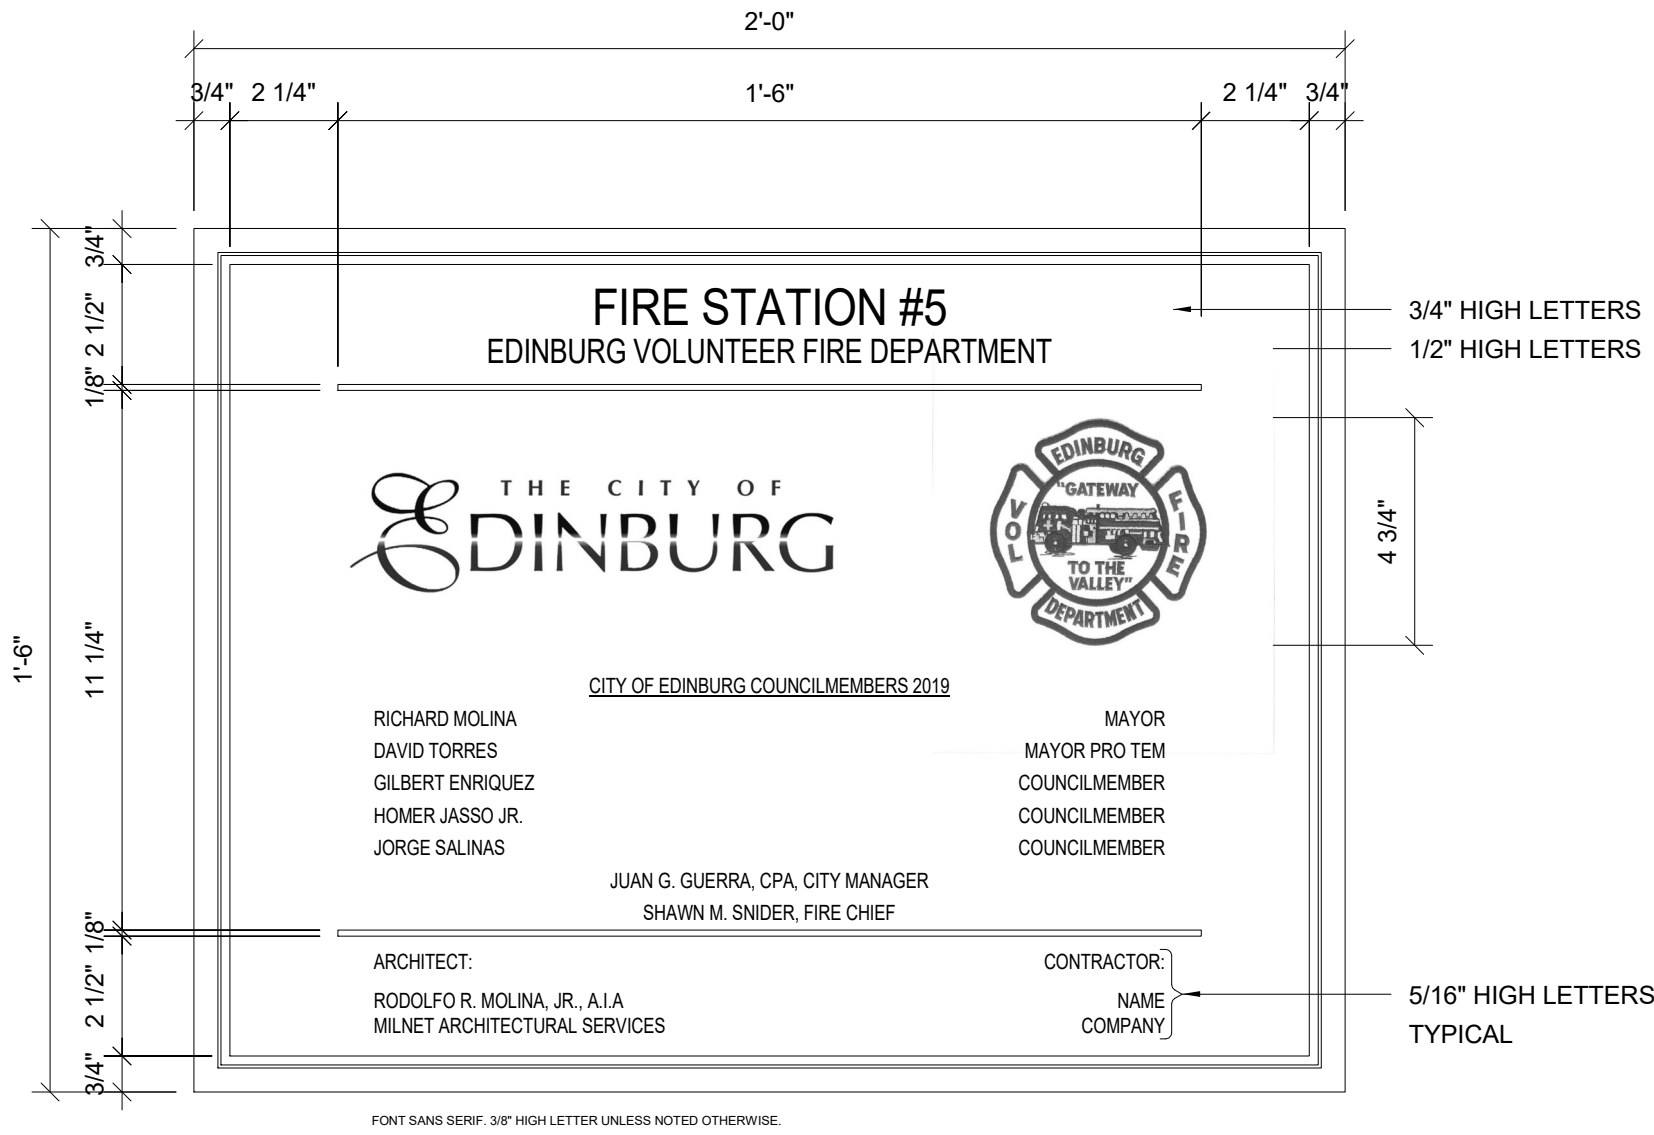 2'-0"
3/4" 2 1/4" 1'-6" 2 1/4" 3/4"
3/4"
2 1/2"
1/8"
11 1/4"
1'-6"
1/8"
2 1/2"
3/4"
FIRE STATION #5
EDINBURG VOLUNTEER FIRE DEPARTMENT
3/4" HIGH LETTERS
1/2" HIGH LETTERS
THE CITY OF
EDINBURG
EDINBURG
"GATEWAY
VOL
FIRE
TO THE
VALLEY"
DEPARTMENT
4 3/4"
CITY OF EDINBURG COUNCILMEMBERS 2019
RICHARD MOLINA MAYOR
DAVID TORRES MAYOR PRO TEM
GILBERT ENRIQUEZ COUNCILMEMBER
HOMER JASSO JR. COUNCILMEMBER
JORGE SALINAS COUNCILMEMBER
JUAN G. GUERRA, CPA, CITY MANAGER
SHAWN M. SNIDER, FIRE CHIEF
ARCHITECT: CONTRACTOR:
RODOLFO R. MOLINA, JR., A.I.A NAME
MILNET ARCHITECTURAL SERVICES COMPANY
5/16" HIGH LETTERS
TYPICAL
FONT SANS SERIF. 3/8" HIGH LETTER UNLESS NOTED OTHERWISE.